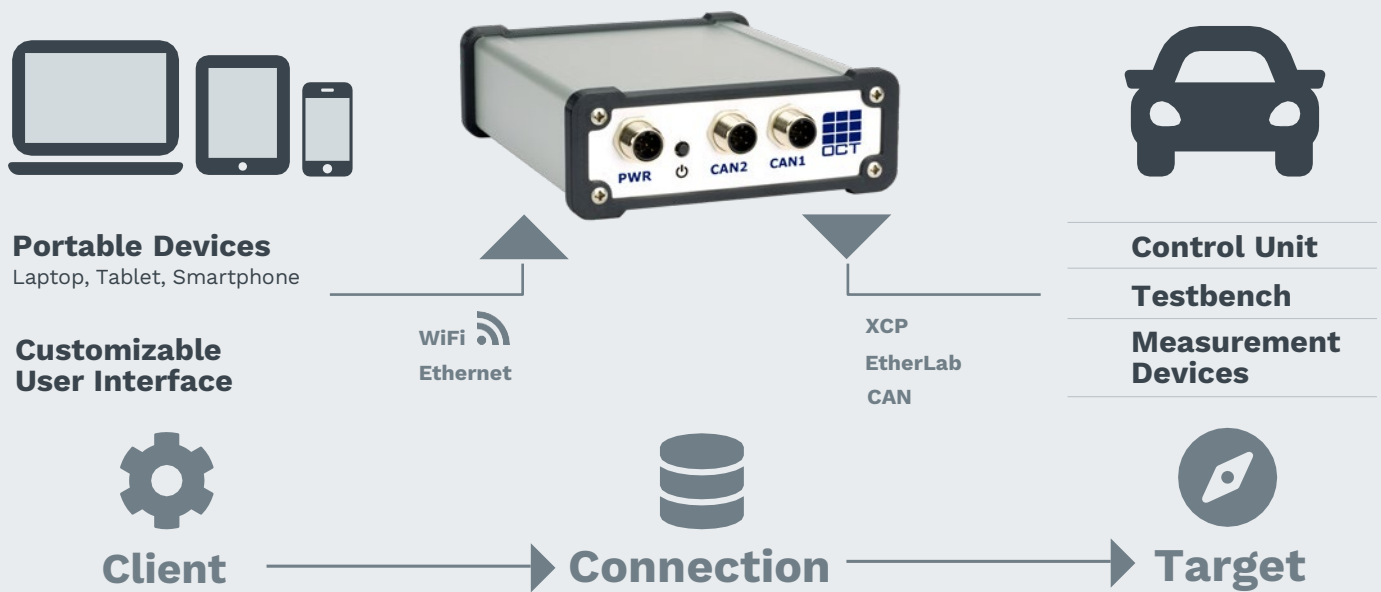 PWR
CAN2
CAN1
OCT
Portable Devices
Laptop, Tablet, Smartphone
Customizable
User Interface
WiFi
Ethernet
XCP
EtherLab
CAN
Control Unit
Testbench
Measurement
Devices
Client
Connection
Target